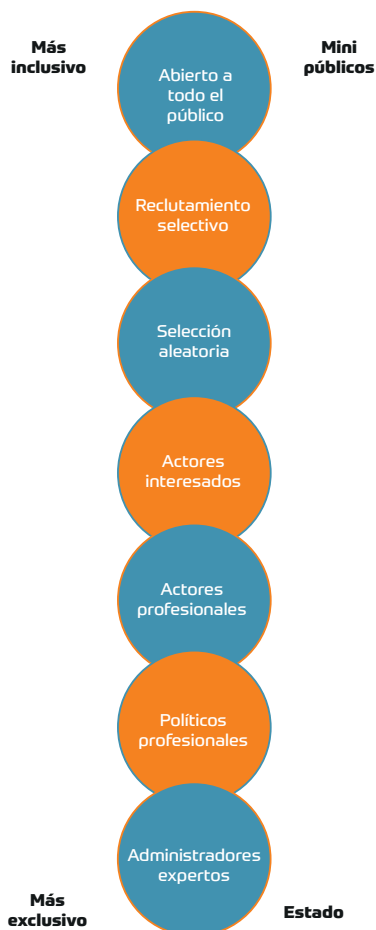 Más
inclusivo
Mini
públicos
Abierto a
todo el
público
Reclutamiento
selectivo
Selección
aleatoria
Actores
interesados
Actores
profesionales
Políticos
profesionales
Administradores
expertos
Más
exclusivo
Estado